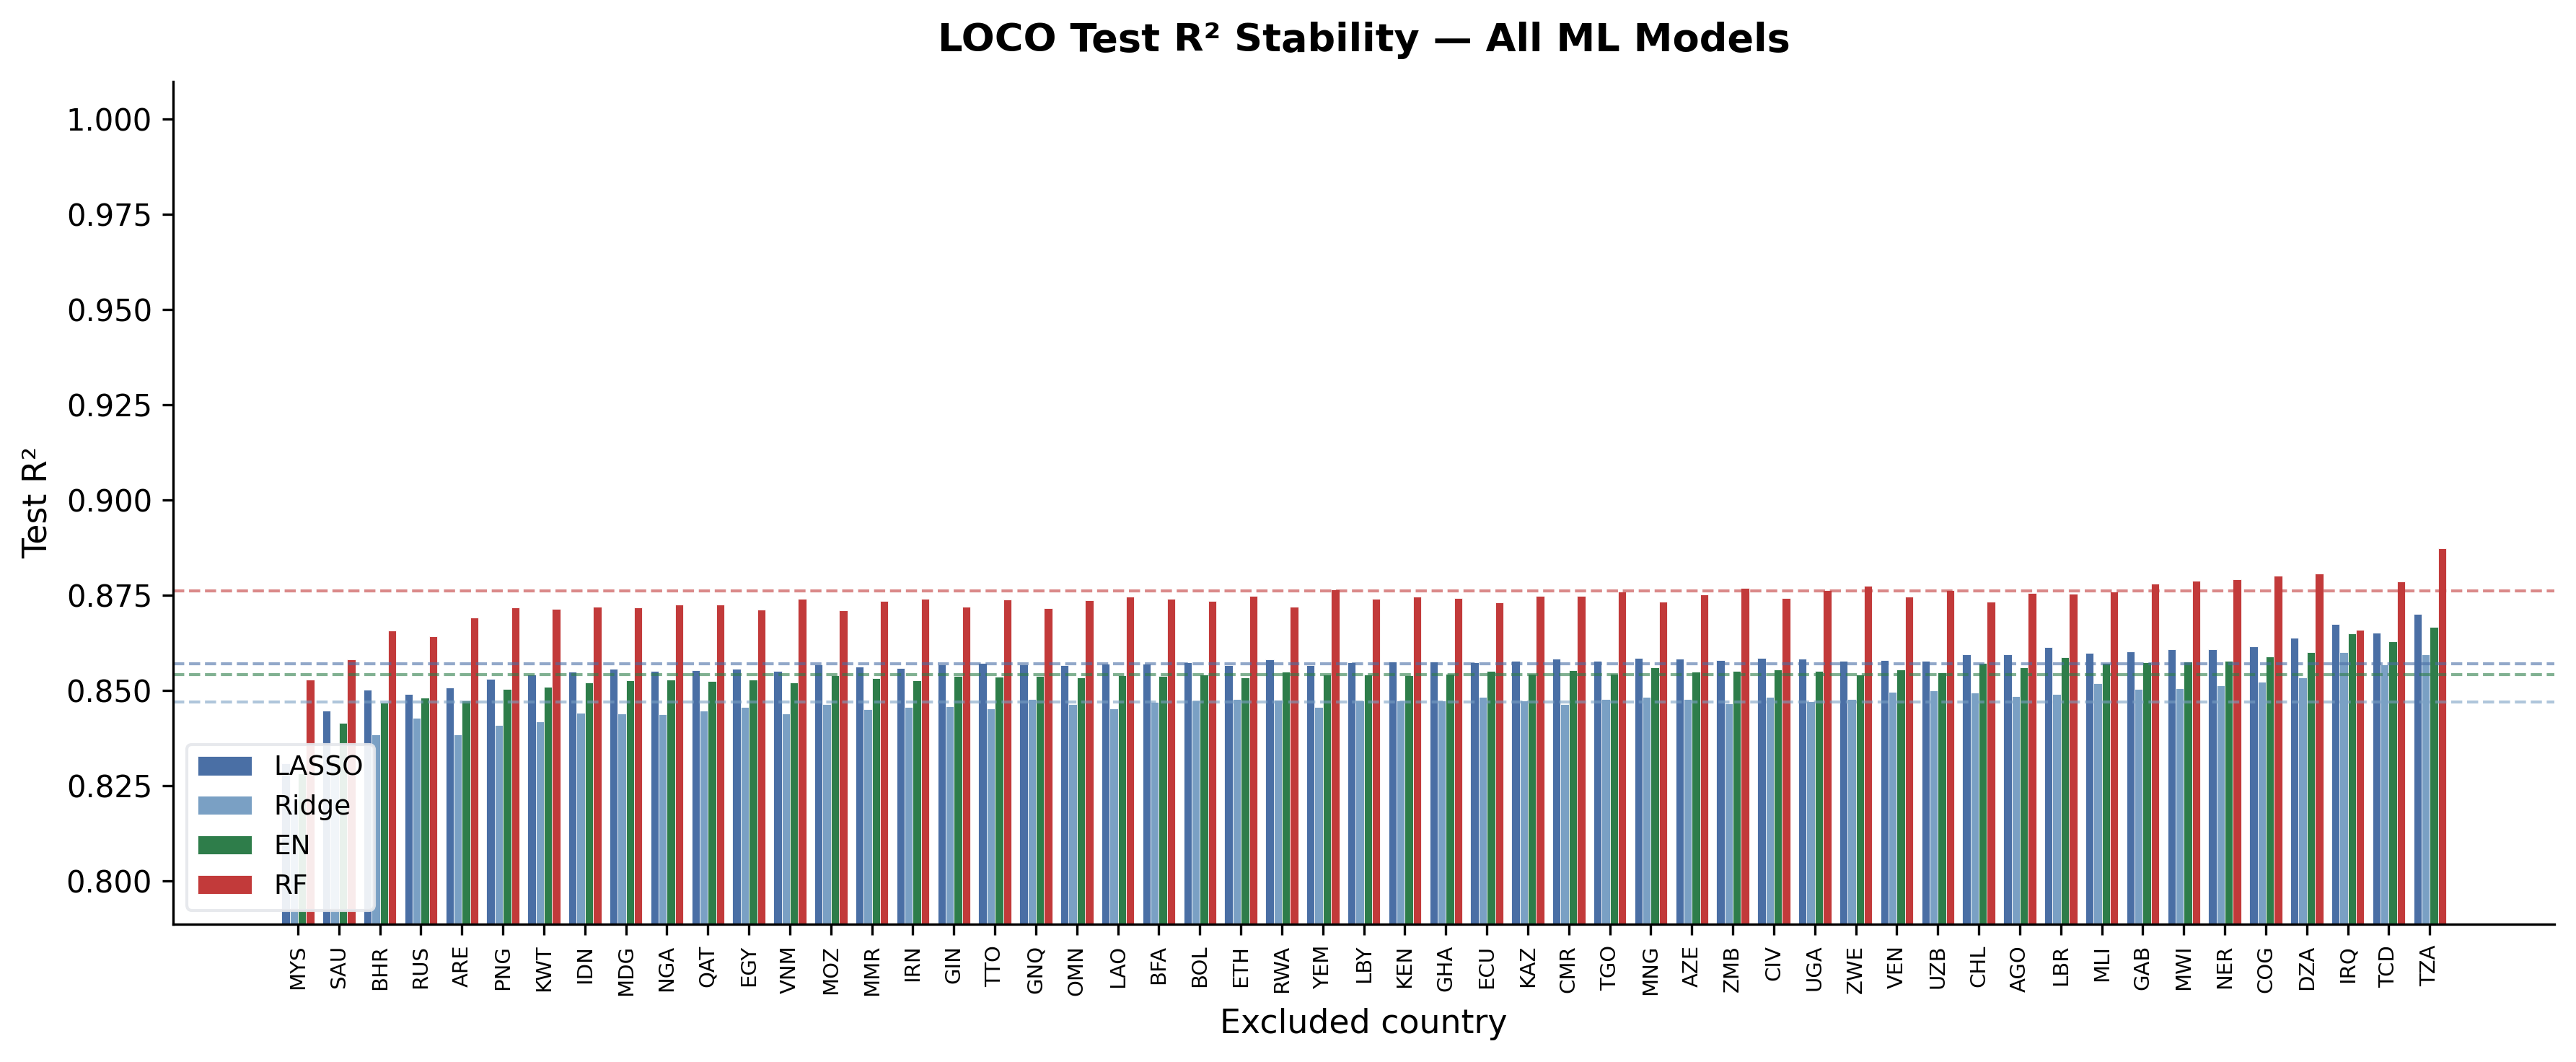 LOCO Test R² Stability — All ML Models
Test R²
1.000
0.975
0.950
0.925
0.900
0.875
0.850
0.825
0.800
LASSO
Ridge
EN
RF
MYS SAU BHR RUS ARE PNG KWT IDN MDG NGA QAT EGY VNM MOZ MMR IRN GIN TTO GNQ OMN LAO BFA BOL ETH RWA YEM LBY KEN GHA ECU KAZ CMR TGO MNG AZE ZMB CIV UGA ZWE VEN UZB CHL AGO LBR MLI GAB MWI NER COG DZA IRQ TCD TZA
Excluded country